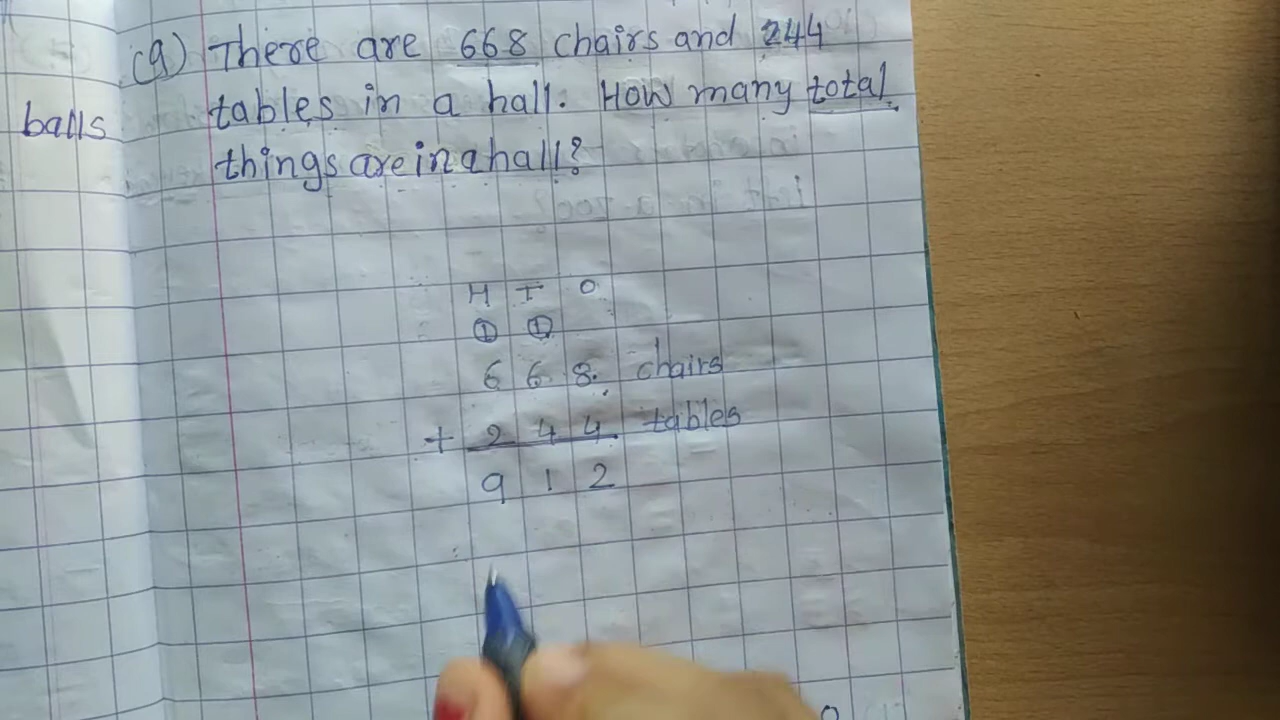 (a) There are 668 chairs and 244
balls
tables in a hall. How many total
things are in a hall?
H T O
① ①
6 6 8 chairs
+ 2 4 4 tables
9 1 2